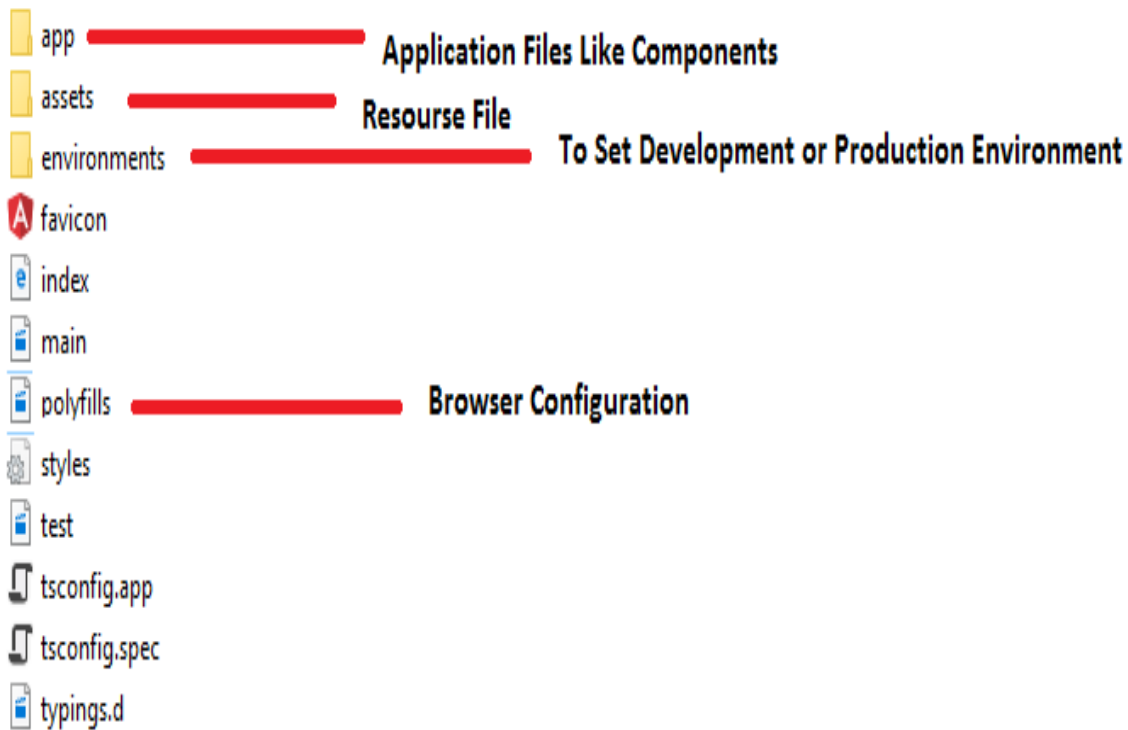 app
Application Files Like Components
assets
Resourse File
environments
To Set Development or Production Environment
favicon
index
main
polyfills
Browser Configuration
styles
test
tsconfig.app
tsconfig.spec
typings.d